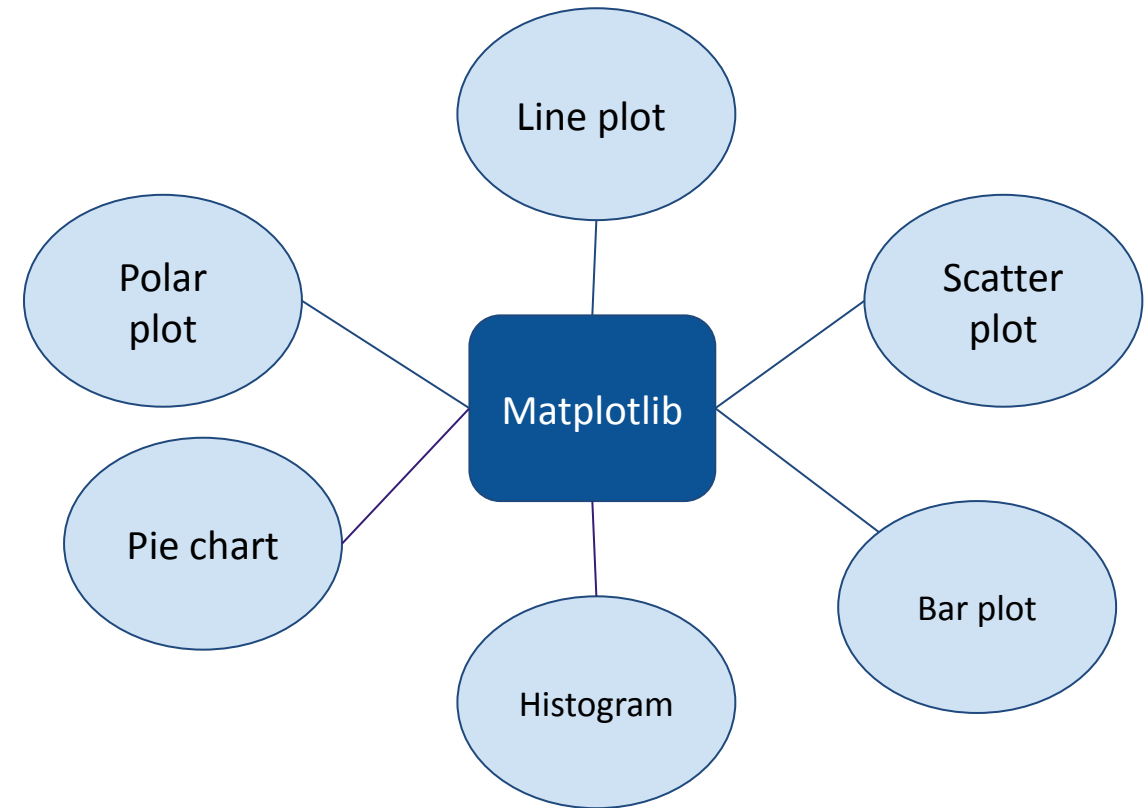 Line plot
Polar
plot
Scatter
plot
Matplotlib
Pie chart
Bar plot
Histogram